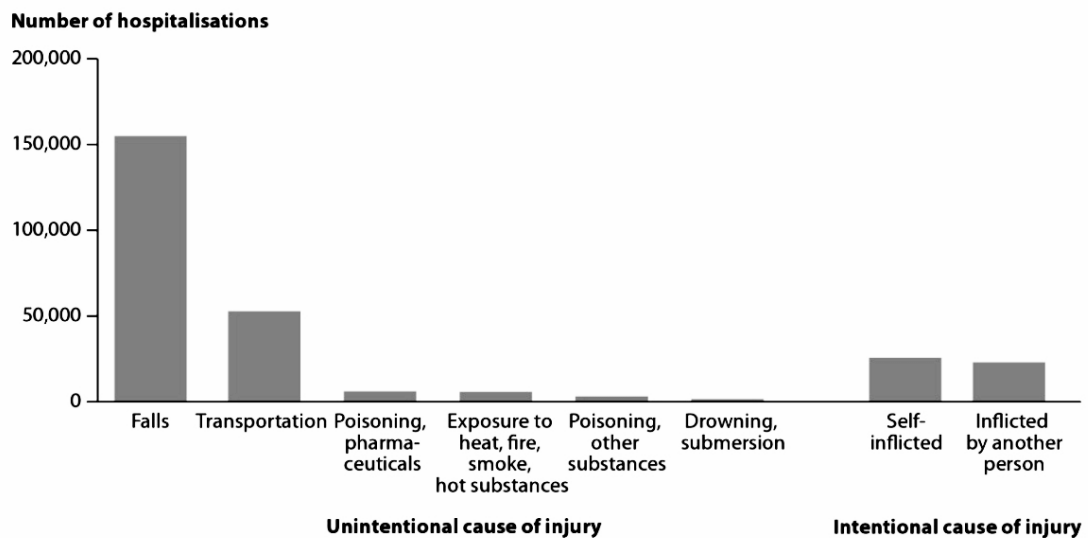 Number of hospitalisations
200,000
150,000
100,000
50,000
0
Falls
Transportation
Poisoning,
pharma-
ceuticals
Exposure to
heat, fire,
smoke,
hot substances
Poisoning,
other
substances
Drowning,
submersion
Self-
inflicted
Inflicted
by another
person
Unintentional cause of injury
Intentional cause of injury